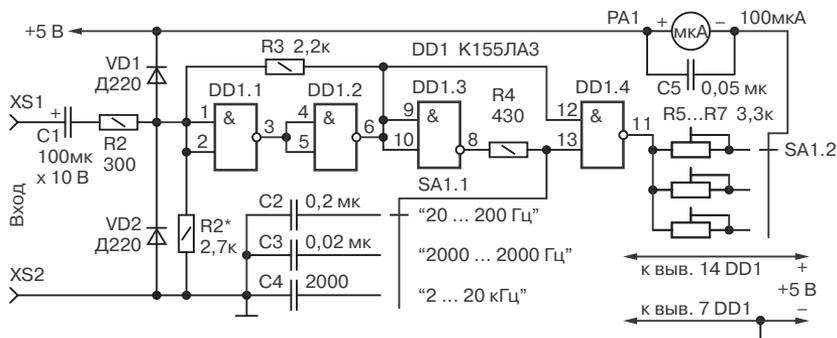 PA1 + − 100мкА
+5 В
мкА
R3 2,2к
DD1 К155ЛА3
VD1
Д220
C5 0,05 мк
XS1
+
C1
100мк
x 10 В
R2
300
DD1.1
1
2
&
3
DD1.2
4
5
&
6
DD1.3
9
10
&
8
R4
430
DD1.4
12
13
&
11
R5...R7 3,3к
SA1.2
SA1.1
Вход
VD2
Д220
R2*
2,7к
C2 0,2 мк
“20 ... 200 Гц”
C3 0,02 мк
“2000 ... 2000 Гц”
C4 2000
“2 ... 20 кГц”
XS2
к выв. 14 DD1 +
+5 В
к выв. 7 DD1 −